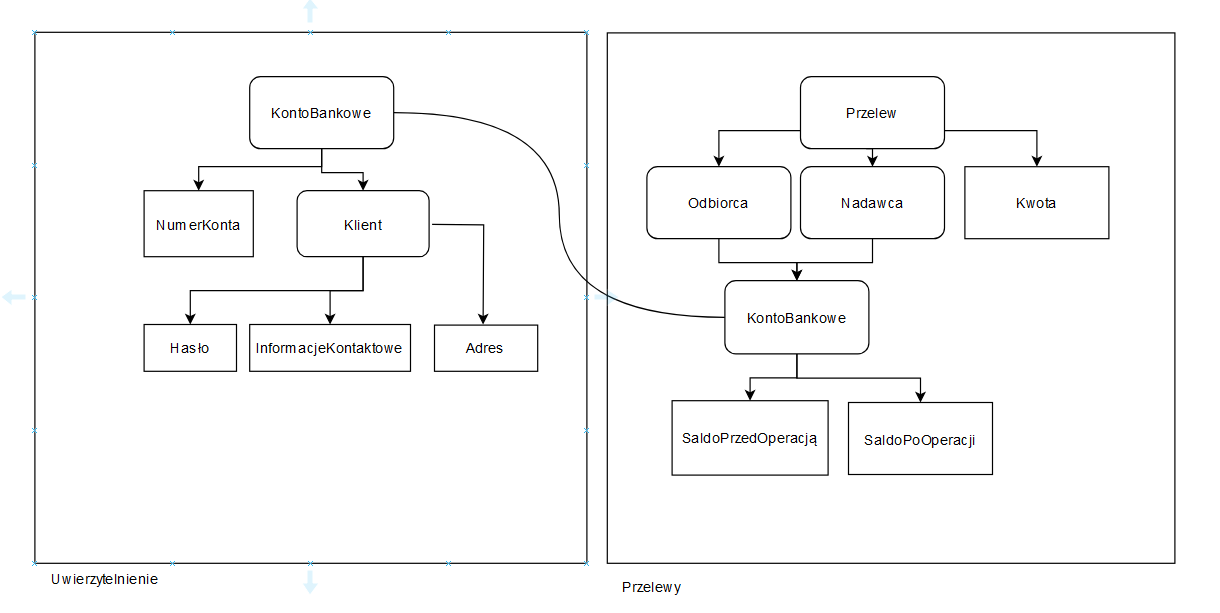 KontoBankowe
NumerKonta
Klient
Hasło
InformacjeKontaktowe
Adres
Uwierzytelnienie
Przelew
Odbiorca
Nadawca
Kwota
KontoBankowe
SaldoPrzedOperacją
SaldoPoOperacji
Przelewy